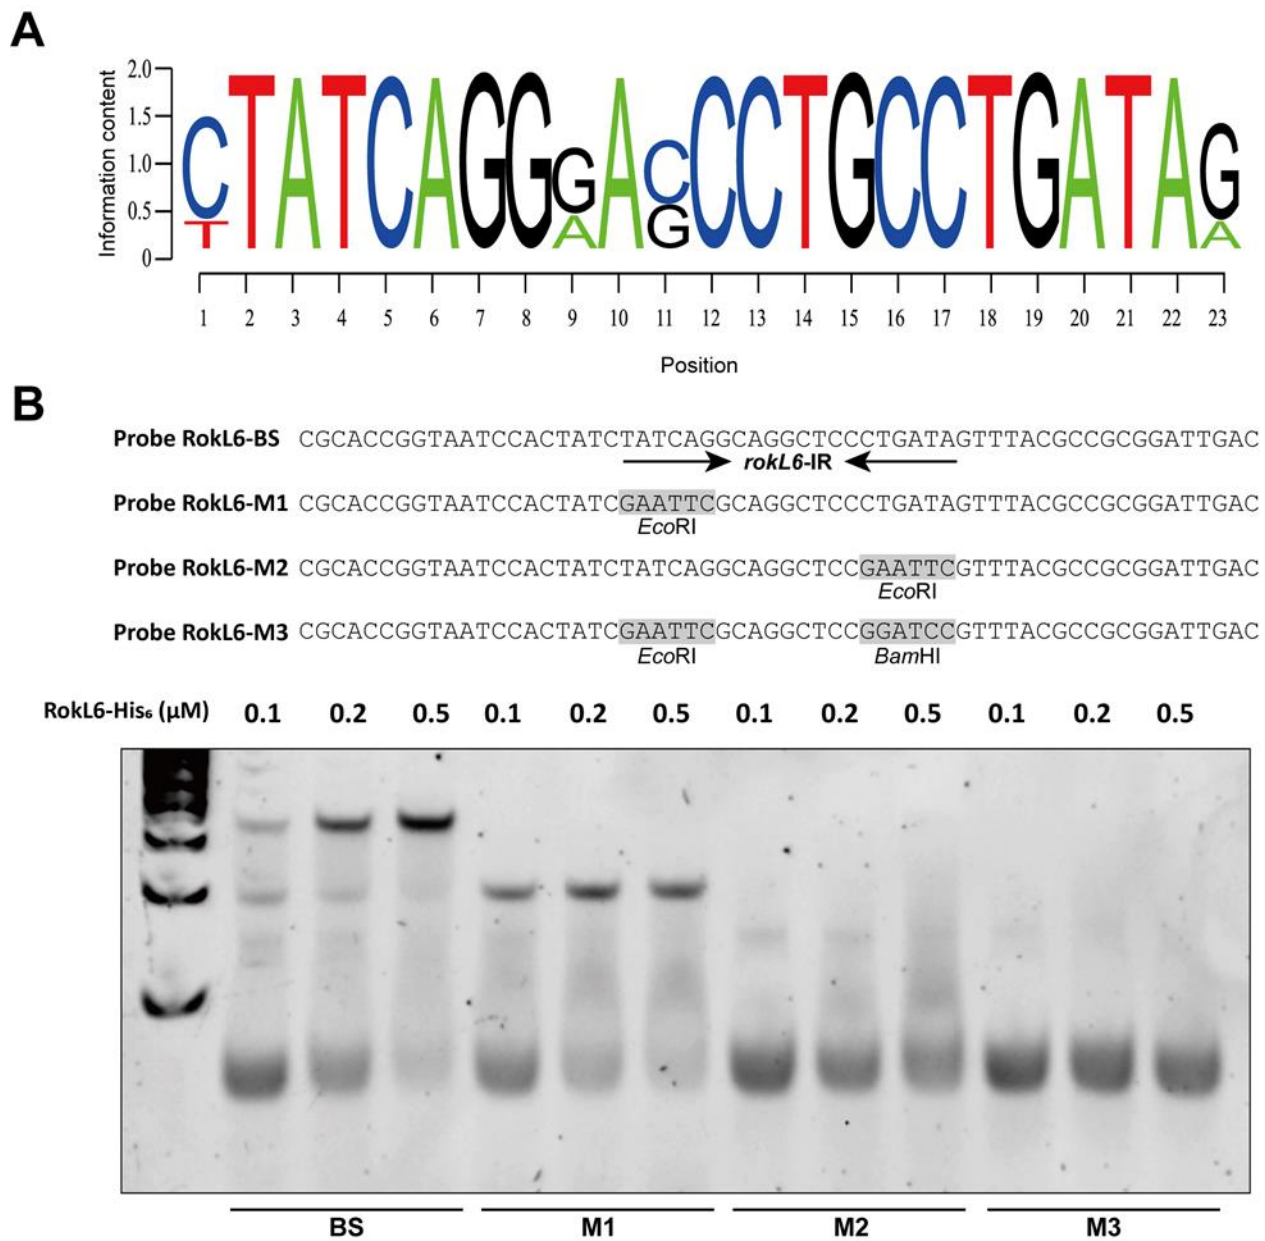 A
Information content
2.0
1.5
1.0
0.5
0
CTATCAGGGACCCTGCCTGATAG
T A G A
1 2 3 4 5 6 7 8 9 10 11 12 13 14 15 16 17 18 19 20 21 22 23
Position
B
Probe RokL6-BS CGCACCGGTAATCCACTATCTATCAGGCAGGCTCCCTGATAGTTTACGCCGCGGATTGAC
rokL6-IR
Probe RokL6-M1 CGCACCGGTAATCCACTATCGAATTCGCAGGCTCCCTGATAGTTTACGCCGCGGATTGAC
EcoRI
Probe RokL6-M2 CGCACCGGTAATCCACTATCTATCAGGCAGGCTCCGAATTCGTTTACGCCGCGGATTGAC
EcoRI
Probe RokL6-M3 CGCACCGGTAATCCACTATCGAATTCGCAGGCTCCGGATCCGTTTACGCCGCGGATTGAC
EcoRI BamHI
RokL6-His₆ (µM) 0.1 0.2 0.5 0.1 0.2 0.5 0.1 0.2 0.5 0.1 0.2 0.5
BS M1 M2 M3